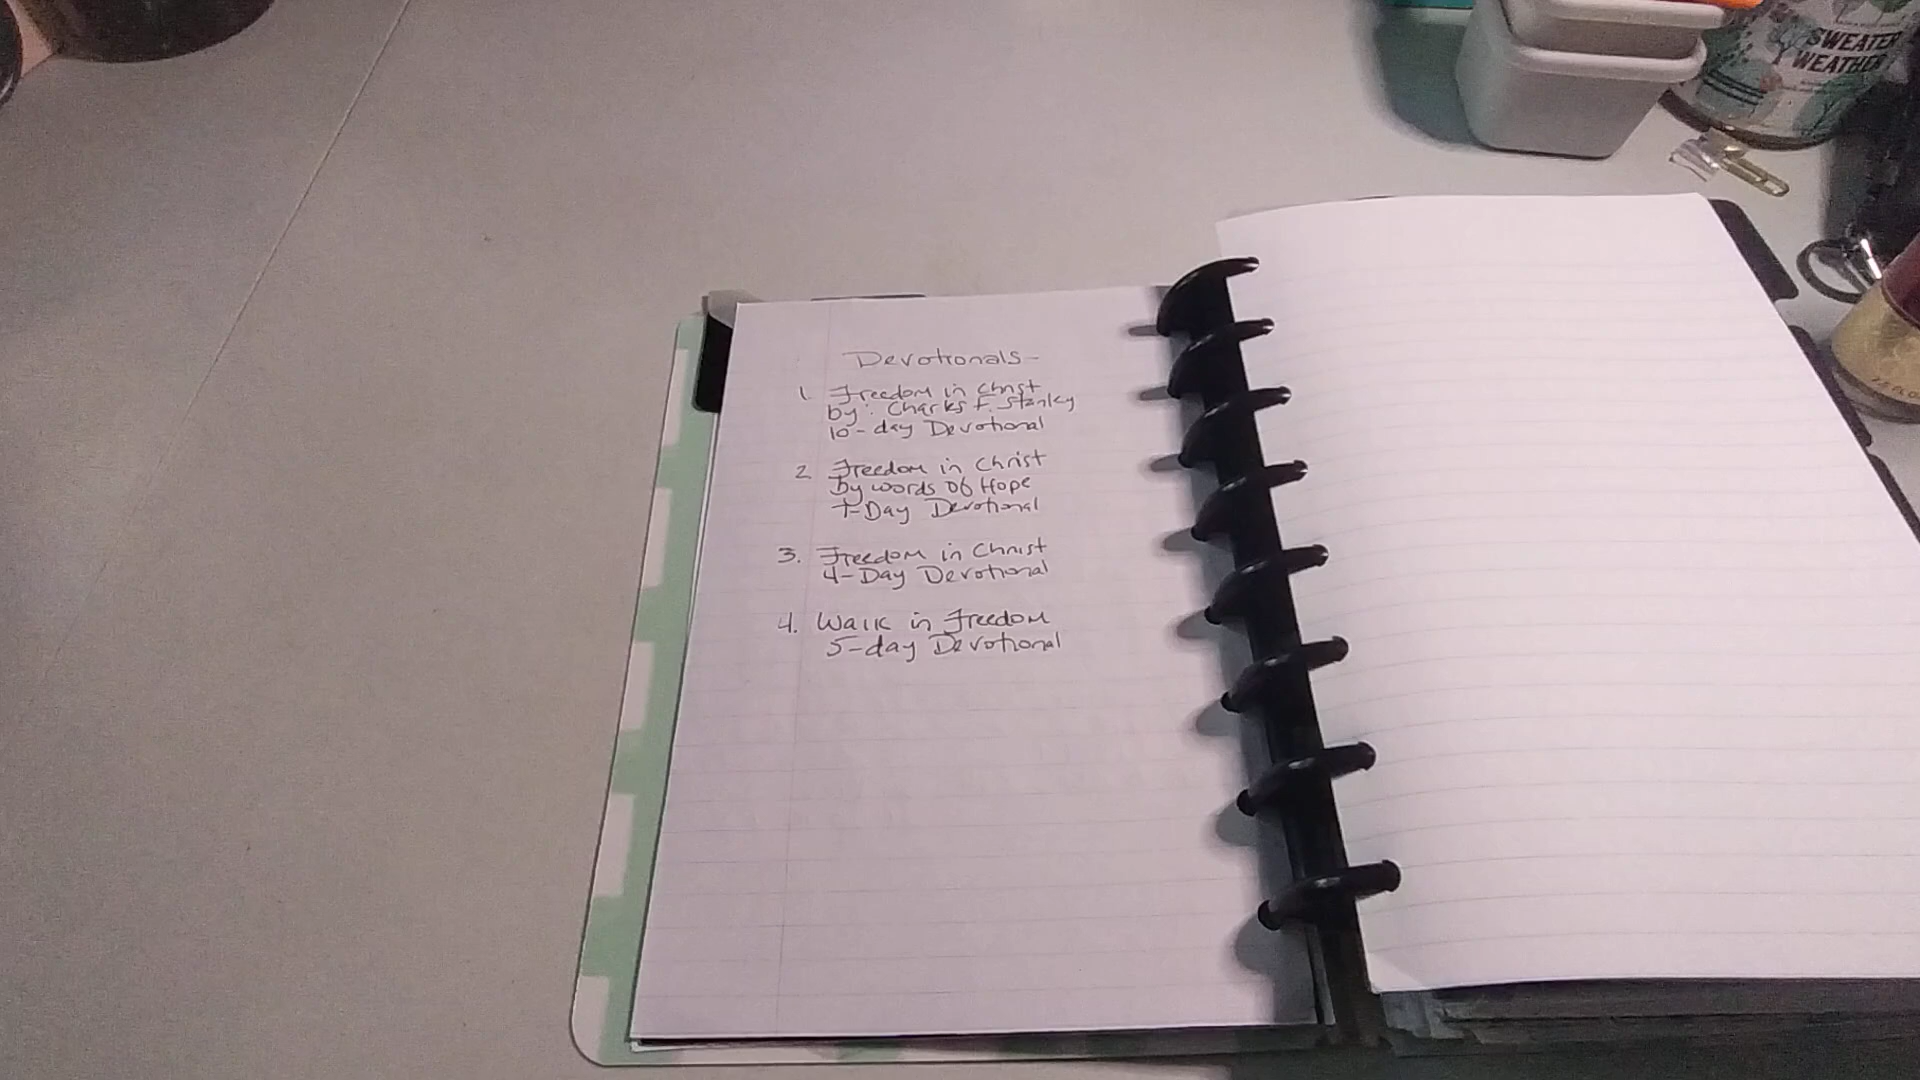 Devotionals-
1. Freedom in Christ
by: Charles F. Stanley
10-day Devotional
2. Freedom in Christ
By words of Hope
7-Day Devotional
3. Freedom in Christ
4-Day Devotional
4. Walk in Freedom
5-day Devotional
SWEATER
WEATHER